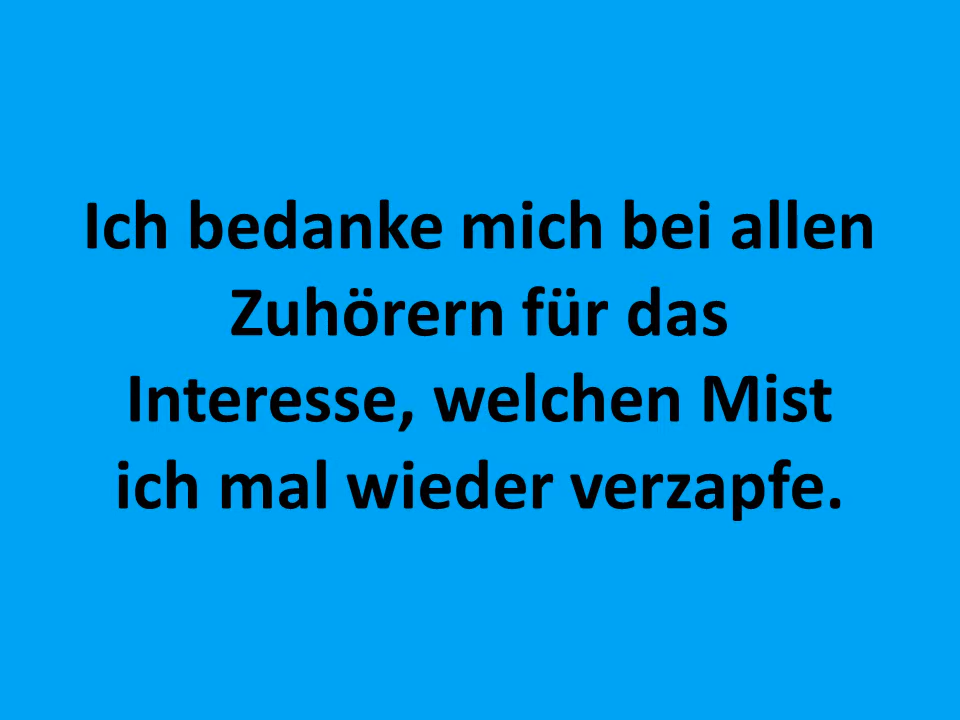 Ich bedanke mich bei allen
Zuhörern für das
Interesse, welchen Mist
ich mal wieder verzapfe.